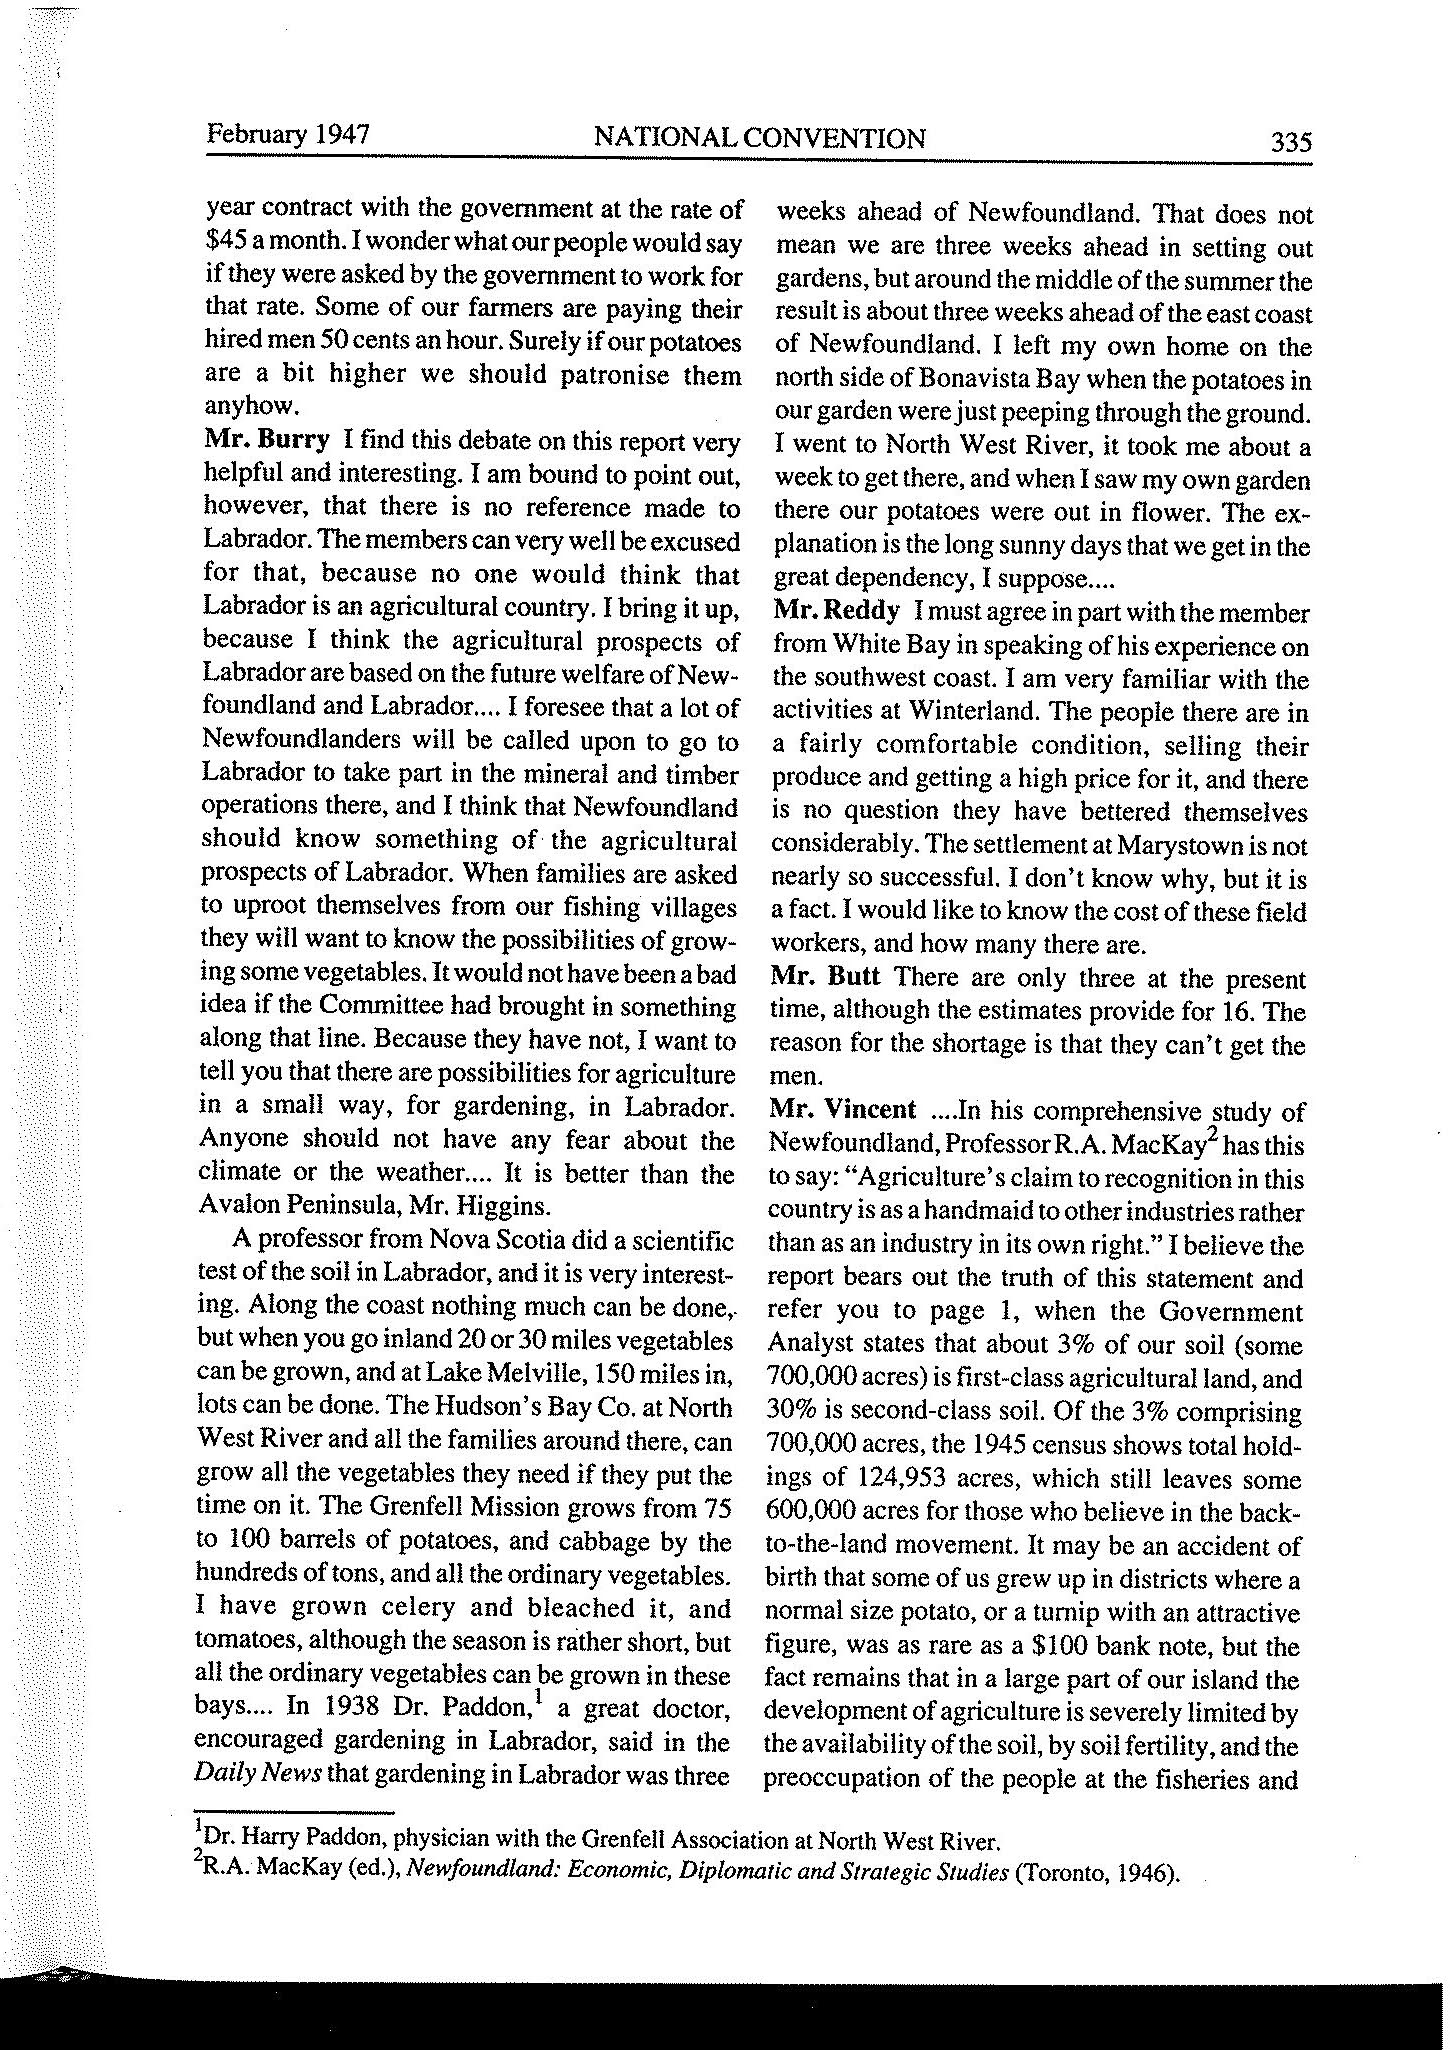 February 1947
NATIONAL CONVENTION
335
year contract with the government at the rate of
$45 a month. I wonder what our people would say
if they were asked by the government to work for
that rate. Some of our farmers are paying their
hired men 50 cents an hour. Surely if our potatoes
are a bit higher we should patronise them
anyhow.
Mr. Burry I find this debate on this report very
helpful and interesting. I am bound to point out,
however, that there is no reference made to
Labrador. The members can very well be excused
for that, because no one would think that
Labrador is an agricultural country. I bring it up,
because I think the agricultural prospects of
Labrador are based on the future welfare of New-
foundland and Labrador.... I foresee that a lot of
Newfoundlanders will be called upon to go to
Labrador to take part in the mineral and timber
operations there, and I think that Newfoundland
should know something of the agricultural
prospects of Labrador. When families are asked
to uproot themselves from our fishing villages
they will want to know the possibilities of grow-
ing some vegetables. It would not have been a bad
idea if the Committee had brought in something
along that line. Because they have not, I want to
tell you that there are possibilities for agriculture
in a small way, for gardening, in Labrador.
Anyone should not have any fear about the
climate or the weather.... It is better than the
Avalon Peninsula, Mr. Higgins.
A professor from Nova Scotia did a scientific
test of the soil in Labrador, and it is very interest-
ing. Along the coast nothing much can be done,
but when you go inland 20 or 30 miles vegetables
can be grown, and at Lake Melville, 150 miles in,
lots can be done. The Hudson's Bay Co. at North
West River and all the families around there, can
grow all the vegetables they need if they put the
time on it. The Grenfell Mission grows from 75
to 100 barrels of potatoes, and cabbage by the
hundreds of tons, and all the ordinary vegetables.
I have grown celery and bleached it, and
tomatoes, although the season is rather short, but
all the ordinary vegetables can be grown in these
bays.... In 1938 Dr. Paddon,1 a great doctor,
encouraged gardening in Labrador, said in the
Daily News that gardening in Labrador was three
weeks ahead of Newfoundland. That does not
mean we are three weeks ahead in setting out
gardens, but around the middle of the summer the
result is about three weeks ahead of the east coast
of Newfoundland. I left my own home on the
north side of Bonavista Bay when the potatoes in
our garden were just peeping through the ground.
I went to North West River, it took me about a
week to get there, and when I saw my own garden
there our potatoes were out in flower. The ex-
planation is the long sunny days that we get in the
great dependency, I suppose....
Mr. Reddy I must agree in part with the member
from White Bay in speaking of his experience on
the southwest coast. I am very familiar with the
activities at Winterland. The people there are in
a fairly comfortable condition, selling their
produce and getting a high price for it, and there
is no question they have bettered themselves
considerably. The settlement at Marystown is not
nearly so successful. I don't know why, but it is
a fact. I would like to know the cost of these field
workers, and how many there are.
Mr. Butt There are only three at the present
time, although the estimates provide for 16. The
reason for the shortage is that they can't get the
men.
Mr. Vincent ....In his comprehensive study of
Newfoundland, Professor R.A. MacKay2 has this
to say: "Agriculture's claim to recognition in this
country is as a handmaid to other industries rather
than as an industry in its own right." I believe the
report bears out the truth of this statement and
refer you to page 1, when the Government
Analyst states that about 3% of our soil (some
700,000 acres) is first-class agricultural land, and
30% is second-class soil. Of the 3% comprising
700,000 acres, the 1945 census shows total hold-
ings of 124,953 acres, which still leaves some
600,000 acres for those who believe in the back-
to-the-land movement. It may be an accident of
birth that some of us grew up in districts where a
normal size potato, or a turnip with an attractive
figure, was as rare as a $100 bank note, but the
fact remains that in a large part of our island the
development of agriculture is severely limited by
the availability of the soil, by soil fertility, and the
preoccupation of the people at the fisheries and
1Dr. Harry Paddon, physician with the Grenfell Association at North West River.
2R.A. MacKay (ed.), Newfoundland: Economic, Diplomatic and Strategic Studies (Toronto, 1946).